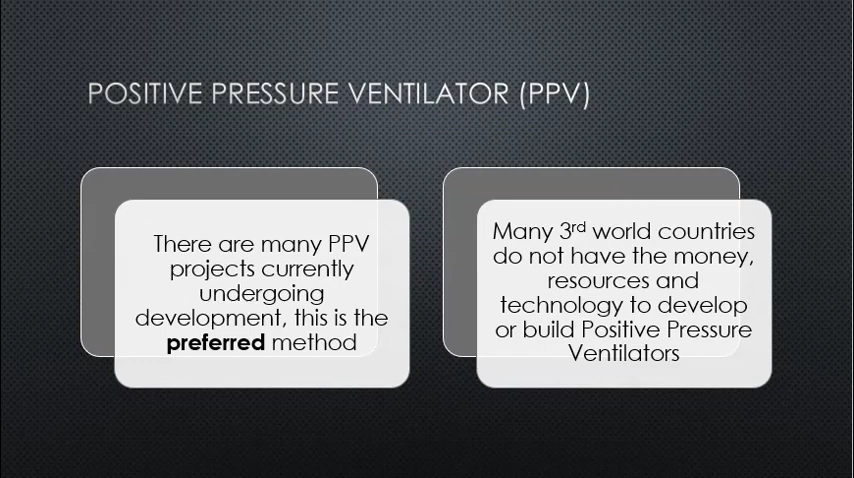 POSITIVE PRESSURE VENTILATOR (PPV)
There are many PPV
projects currently
undergoing
development, this is the
preferred method
Many 3rd world countries
do not have the money,
resources and
technology to develop
or build Positive Pressure
Ventilators